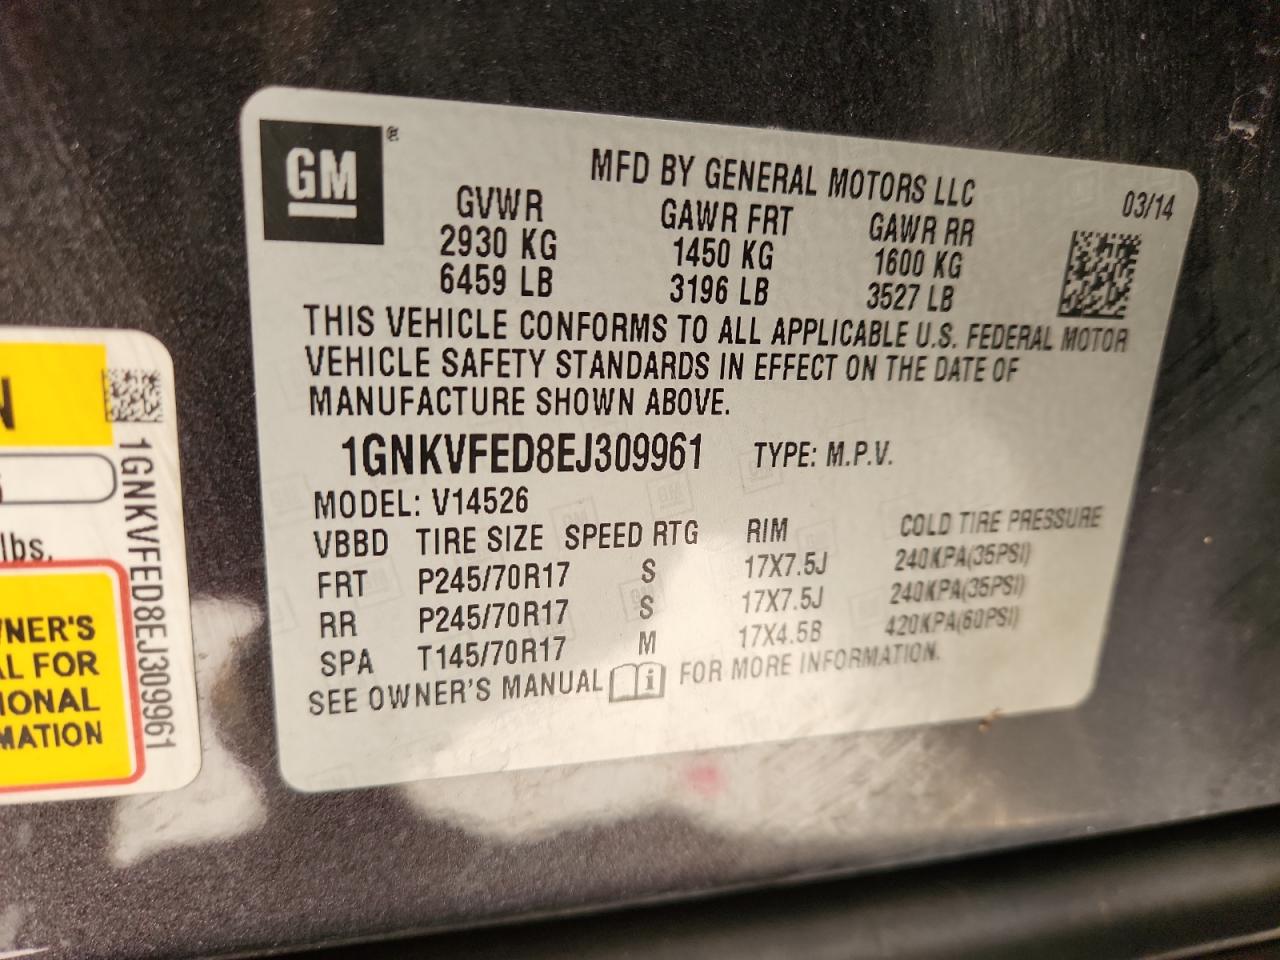 GM®
MFD BY GENERAL MOTORS LLC
03/14
GVWR GAWR FRT GAWR RR
2930 KG 1450 KG 1600 KG
6459 LB 3196 LB 3527 LB
THIS VEHICLE CONFORMS TO ALL APPLICABLE U.S. FEDERAL MOTOR
VEHICLE SAFETY STANDARDS IN EFFECT ON THE DATE OF
MANUFACTURE SHOWN ABOVE.
1GNKVFED8EJ309961 TYPE: M.P.V.
MODEL: V14526
VBBD TIRE SIZE SPEED RTG RIM COLD TIRE PRESSURE
FRT P245/70R17 S 17X7.5J 240KPA(35PSI)
RR P245/70R17 S 17X7.5J 240KPA(35PSI)
SPA T145/70R17 M 17X4.5B 420KPA(60PSI)
SEE OWNER'S MANUAL i FOR MORE INFORMATION.
N
lbs.
NER'S
AL FOR
IONAL
MATION
1GNKVFED8EJ309961